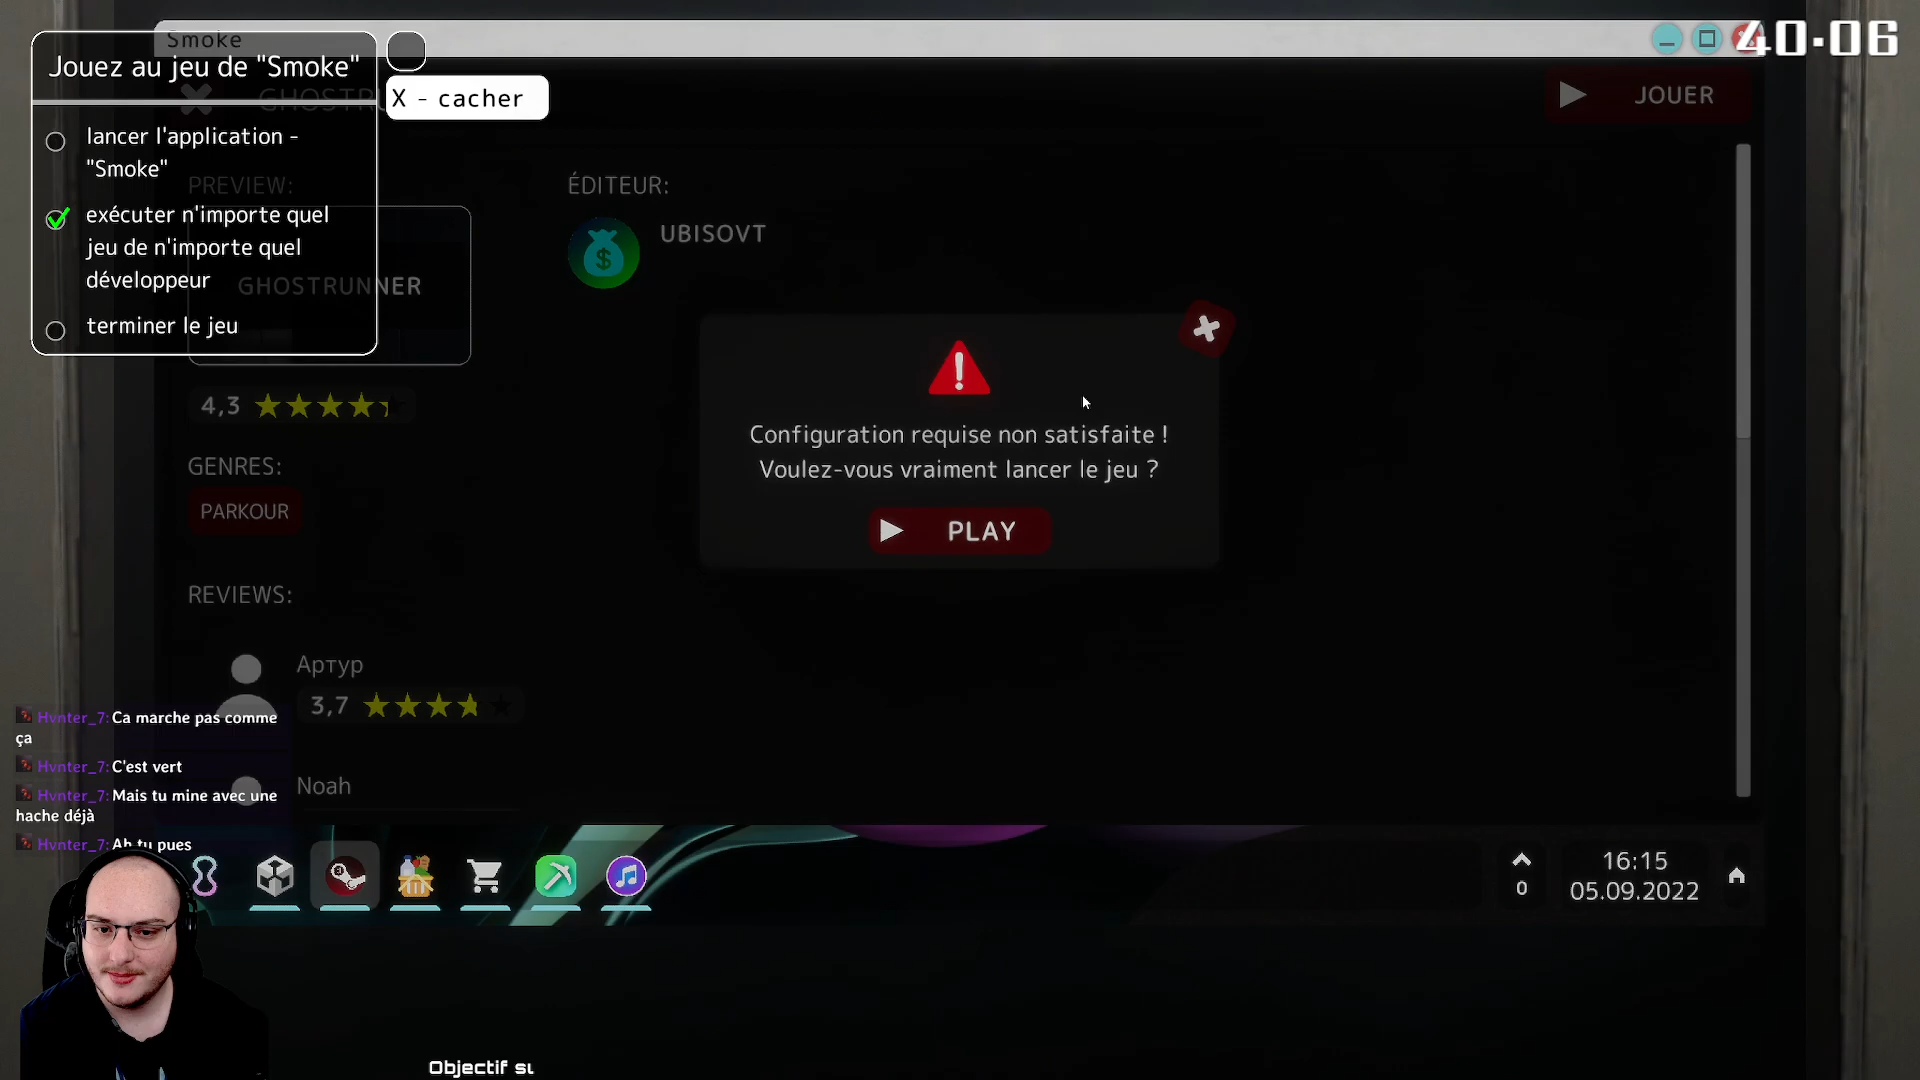 Smoke
40:06
Jouez au jeu de "Smoke"
X - cacher
JOUER
lancer l'application -
"Smoke"
PREVIEW:
ÉDITEUR:
exécuter n'importe quel
jeu de n'importe quel
développeur
UBISOVT
GHOSTRUNNER
terminer le jeu
4,3
Configuration requise non satisfaite !
Voulez-vous vraiment lancer le jeu ?
PLAY
GENRES:
PARKOUR
REVIEWS:
Артур
3,7
Noah
Hvnter_7: Ca marche pas comme
ça
Hvnter_7: C'est vert
Hvnter_7: Mais tu mine avec une
hache déjà
Hvnter_7: Ah tu pues
0
16:15
05.09.2022
Objectif su